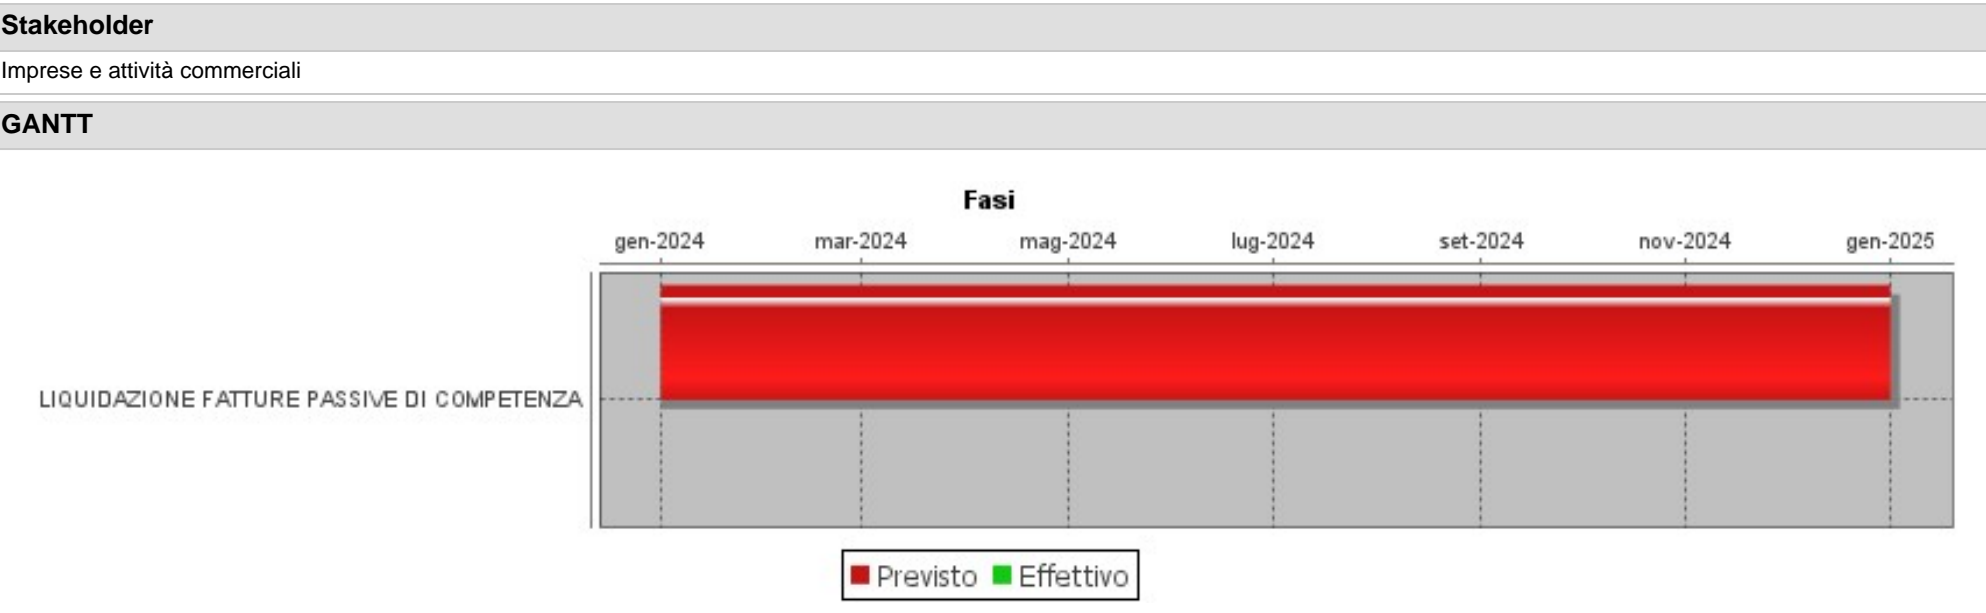 Stakeholder
Imprese e attività commerciali
GANTT
Fasi
gen-2024 mar-2024 mag-2024 lug-2024 set-2024 nov-2024 gen-2025
LIQUIDAZIONE FATTURE PASSIVE DI COMPETENZA
Previsto Effettivo